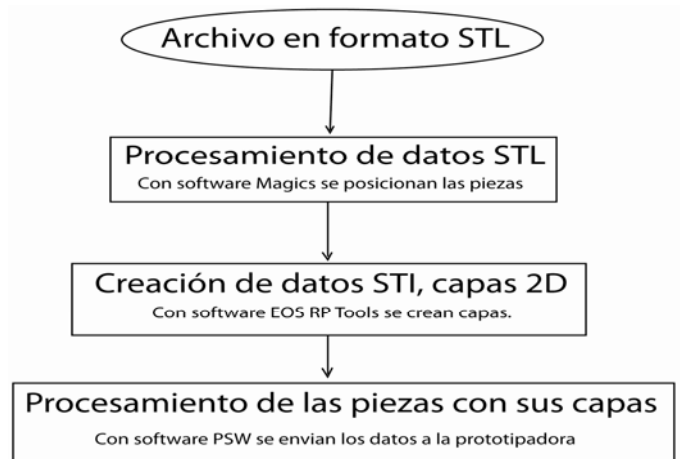 Archivo en formato STL
Procesamiento de datos STL
Con software Magics se posicionan las piezas
Creación de datos STI, capas 2D
Con software EOS RP Tools se crean capas.
Procesamiento de las piezas con sus capas
Con software PSW se envian los datos a la prototipadora